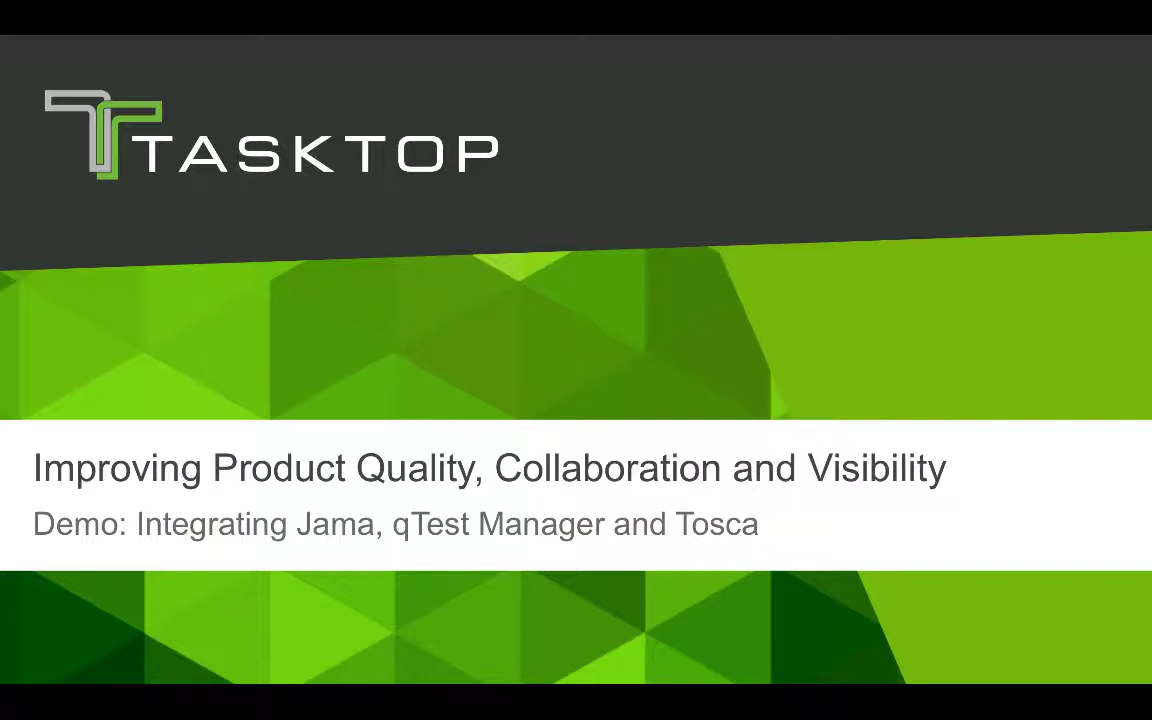 TASKTOP
Improving Product Quality, Collaboration and Visibility
Demo: Integrating Jama, qTest Manager and Tosca